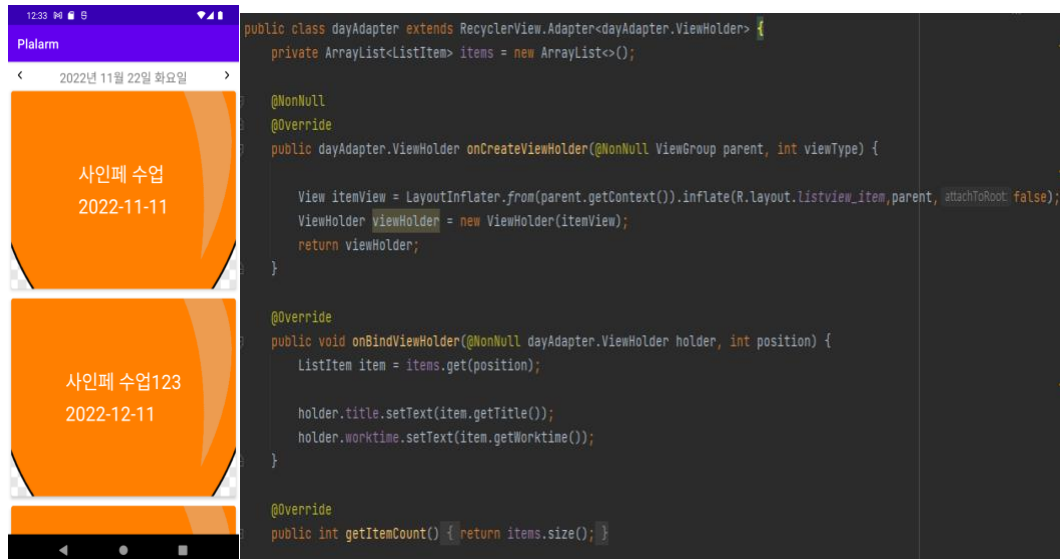 12:33
Plalarm
2022년 11월 22일 화요일
사인페 수업
2022-11-11
사인페 수업123
2022-12-11
public class dayAdapter extends RecyclerView.Adapter<dayAdapter.ViewHolder> {
private ArrayList<ListItem> items = new ArrayList<>();
@NonNull
@Override
public dayAdapter.ViewHolder onCreateViewHolder(@NonNull ViewGroup parent, int viewType) {
View itemView = LayoutInflater.from(parent.getContext()).inflate(R.layout.listview_item,parent, attachToRoot: false);
ViewHolder viewHolder = new ViewHolder(itemView);
return viewHolder;
}
@Override
public void onBindViewHolder(@NonNull dayAdapter.ViewHolder holder, int position) {
ListItem item = items.get(position);
holder.title.setText(item.getTitle());
holder.worktime.setText(item.getWorktime());
}
@Override
public int getItemCount() { return items.size(); }